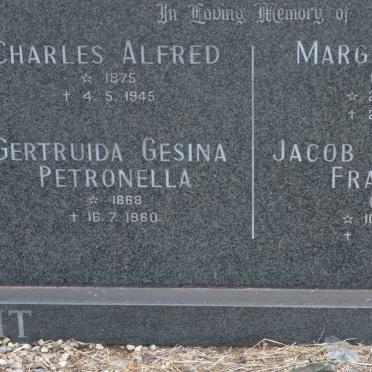 In Loving Memory of
CHARLES ALFRED
☆ 1875
† 4. 5. 1945
GERTRUIDA GESINA
PETRONELLA
☆ 1868
† 16. 7. 1960
MARG
JACOB
FRA